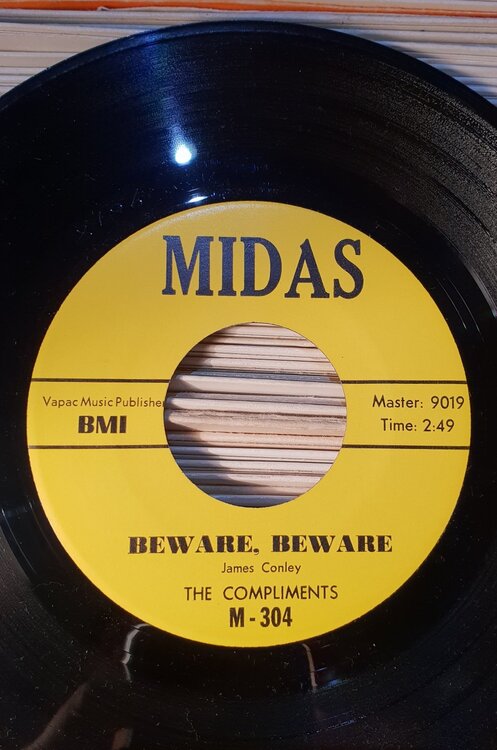 MIDAS
Vapac Music Publisher
BMI
Master: 9019
Time: 2:49
BEWARE, BEWARE
James Conley
THE COMPLIMENTS
M-304